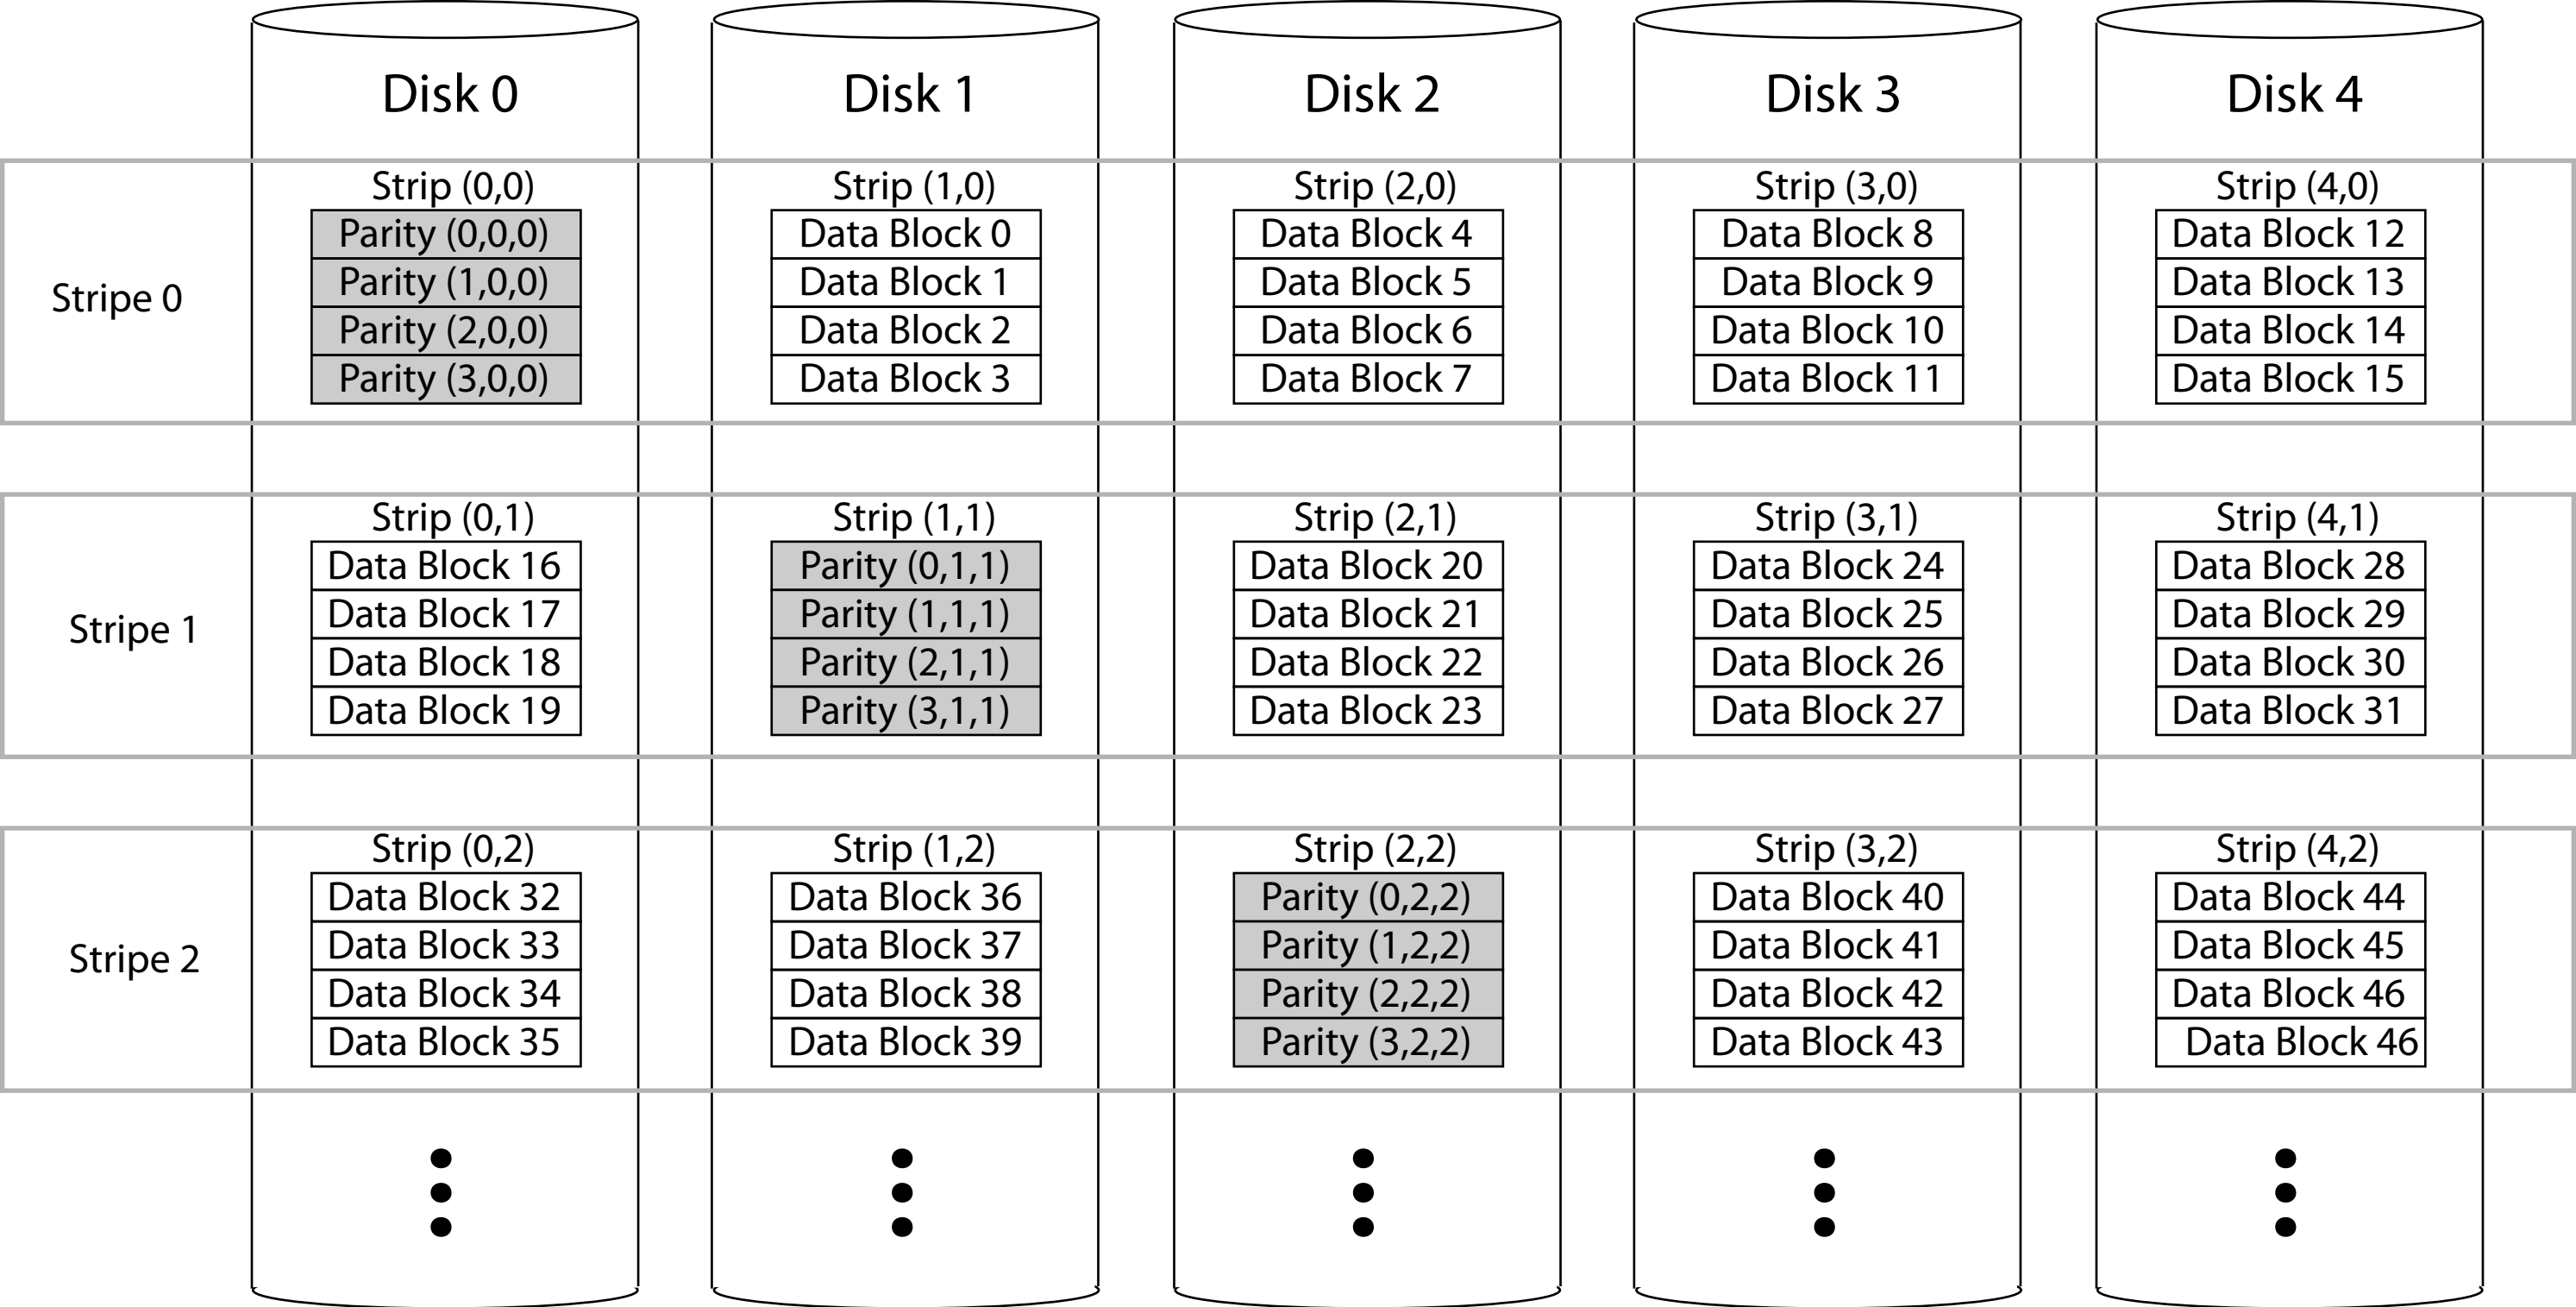 Disk 0 Disk 1 Disk 2 Disk 3 Disk 4
Strip (0,0) Strip (1,0) Strip (2,0) Strip (3,0) Strip (4,0)
Parity (0,0,0) Data Block 0 Data Block 4 Data Block 8 Data Block 12
Parity (1,0,0) Data Block 1 Data Block 5 Data Block 9 Data Block 13
Stripe 0
Parity (2,0,0) Data Block 2 Data Block 6 Data Block 10 Data Block 14
Parity (3,0,0) Data Block 3 Data Block 7 Data Block 11 Data Block 15
Strip (0,1) Strip (1,1) Strip (2,1) Strip (3,1) Strip (4,1)
Data Block 16 Parity (0,1,1) Data Block 20 Data Block 24 Data Block 28
Data Block 17 Parity (1,1,1) Data Block 21 Data Block 25 Data Block 29
Stripe 1
Data Block 18 Parity (2,1,1) Data Block 22 Data Block 26 Data Block 30
Data Block 19 Parity (3,1,1) Data Block 23 Data Block 27 Data Block 31
Strip (0,2) Strip (1,2) Strip (2,2) Strip (3,2) Strip (4,2)
Data Block 32 Data Block 36 Parity (0,2,2) Data Block 40 Data Block 44
Data Block 33 Data Block 37 Parity (1,2,2) Data Block 41 Data Block 45
Stripe 2
Data Block 34 Data Block 38 Parity (2,2,2) Data Block 42 Data Block 46
Data Block 35 Data Block 39 Parity (3,2,2) Data Block 43 Data Block 46